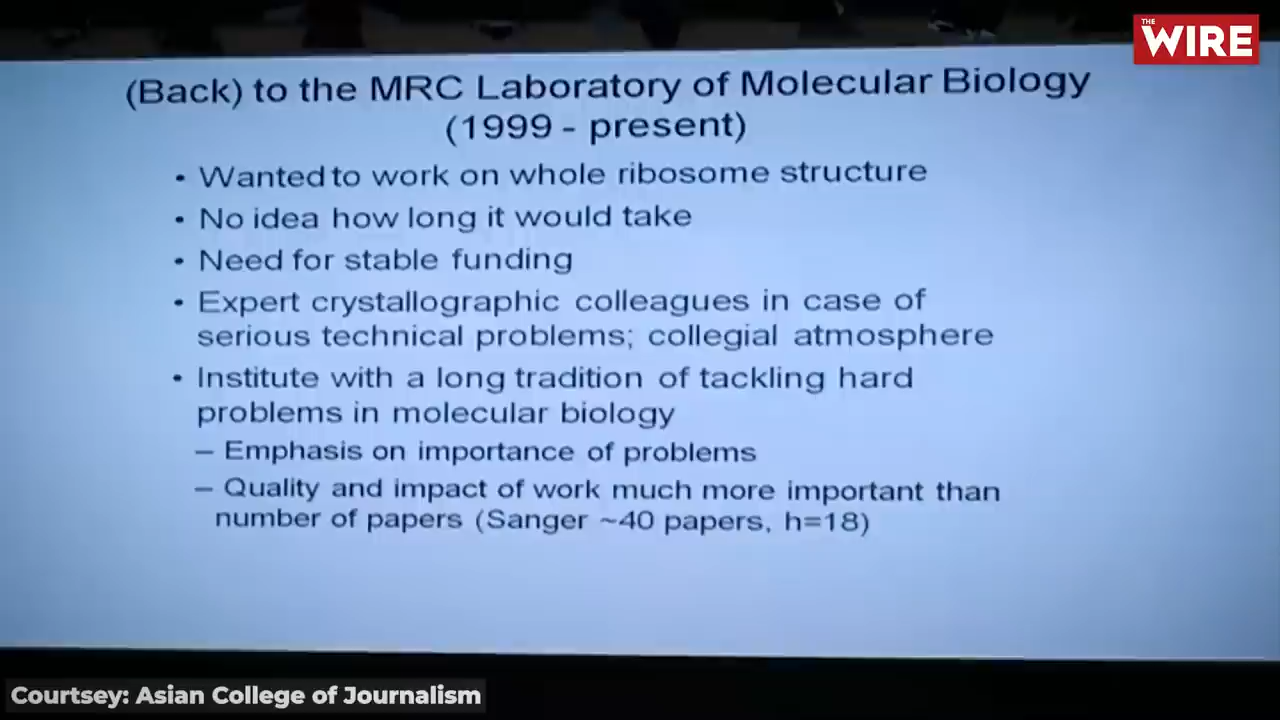 THE
WIRE
(Back) to the MRC Laboratory of Molecular Biology
(1999 - present)
• Wanted to work on whole ribosome structure
• No idea how long it would take
• Need for stable funding
• Expert crystallographic colleagues in case of
serious technical problems; collegial atmosphere
• Institute with a long tradition of tackling hard
problems in molecular biology
– Emphasis on importance of problems
– Quality and impact of work much more important than
number of papers (Sanger ~40 papers, h=18)
Courtsey: Asian College of Journalism